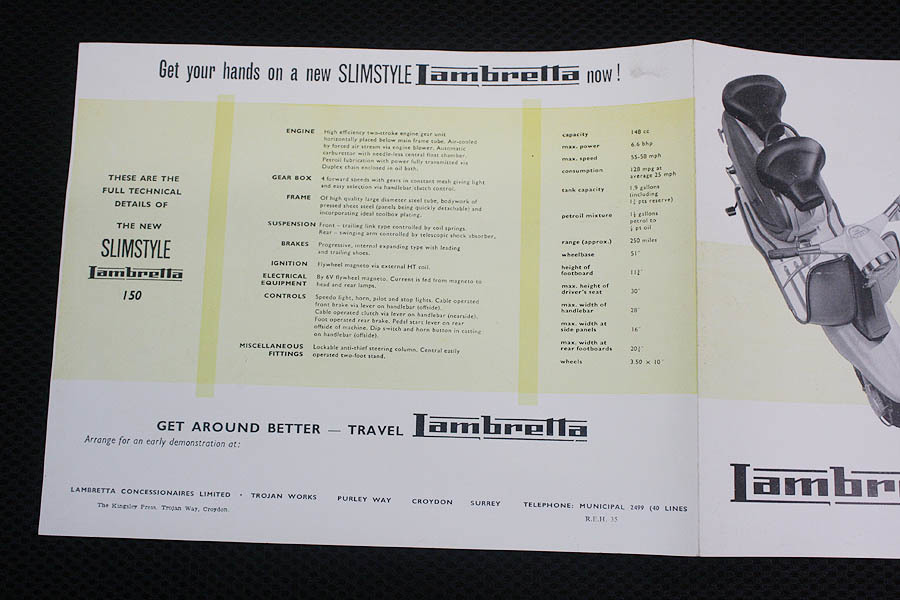 Get your hands on a new SLIMSTYLE Lambretta now!
THESE ARE THE
FULL TECHNICAL
DETAILS OF
THE NEW
SLIMSTYLE
Lambretta
150
ENGINE High efficiency two-stroke engine/gear unit
horizontally placed below main frame tube. Air-cooled
by forced air stream via engine blower. Automatic
carburettor with needle-less central float chamber.
Petroil lubrication with power fully transmitted via
Duplex chain enclosed in oil bath.
GEAR BOX 4 forward speeds with gears in constant mesh giving light
and easy selection via handlebar/clutch control.
FRAME Of high quality large diameter steel tube, bodywork of
pressed sheet steel (panels being quickly detachable) and
incorporating ideal toolbox plating.
SUSPENSION Front – trailing link type controlled by coil springs.
Rear – swinging arm controlled by telescopic shock absorber.
BRAKES Progressive, internal expanding type with leading
and trailing shoes.
IGNITION Flywheel magneto via external HT coil.
ELECTRICAL EQUIPMENT By 6V flywheel magneto. Current is fed from magneto to
head and rear lamps.
CONTROLS Speedo light, horn, pilot and stop lights. Cable operated
front brake via lever on handlebar (offside).
Cable operated clutch via lever on handlebar (nearside).
Foot operated rear brake. Pedal start lever on rear
offside of machine. Dip switch and horn button in casting
on handlebar (offside).
MISCELLANEOUS FITTINGS Lockable anti-thief steering column. Central easily
operated two-foot stand.
capacity 148 cc
max. power 6.6 bhp
max. speed 55-58 mph
consumption 128 mpg at
average 25 mph
tank capacity 1.9 gallons
(including
1¼ pts reserve)
petroil mixture 1½ gallons
petrol to
½ pt oil
range (approx.) 250 miles
wheelbase 51"
height of
footboard 11¼"
max. height of
driver's seat 30"
max. width of
handlebar 28"
max. width at
side panels 16"
max. width at
rear footboards 20½"
wheels 3.50 × 10"
GET AROUND BETTER — TRAVEL Lambretta
Arrange for an early demonstration at:
LAMBRETTA CONCESSIONAIRES LIMITED · TROJAN WORKS PURLEY WAY CROYDON SURREY TELEPHONE: MUNICIPAL 2499 (40 LINES
The Kingsley Press, Trojan Way, Croydon. R.E.H. 35
Lambr